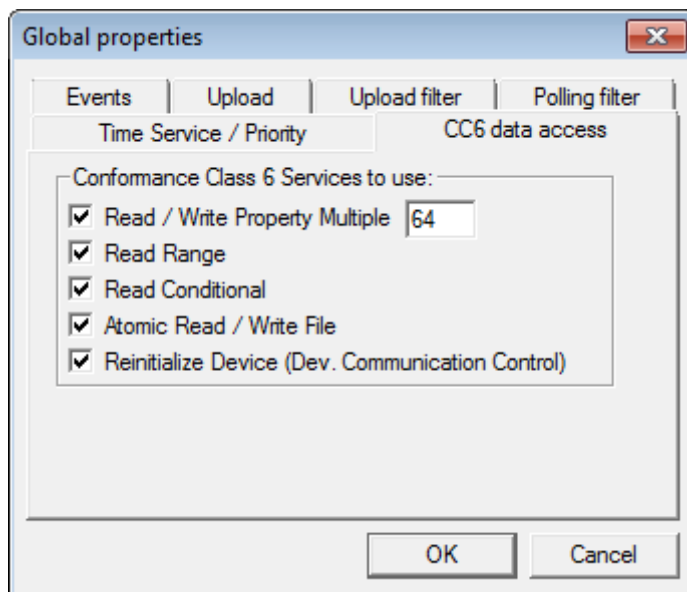 Global properties
Events Upload Upload filter Polling filter
Time Service / Priority CC6 data access
Conformance Class 6 Services to use:
Read / Write Property Multiple 64
Read Range
Read Conditional
Atomic Read / Write File
Reinitialize Device (Dev. Communication Control)
OK Cancel